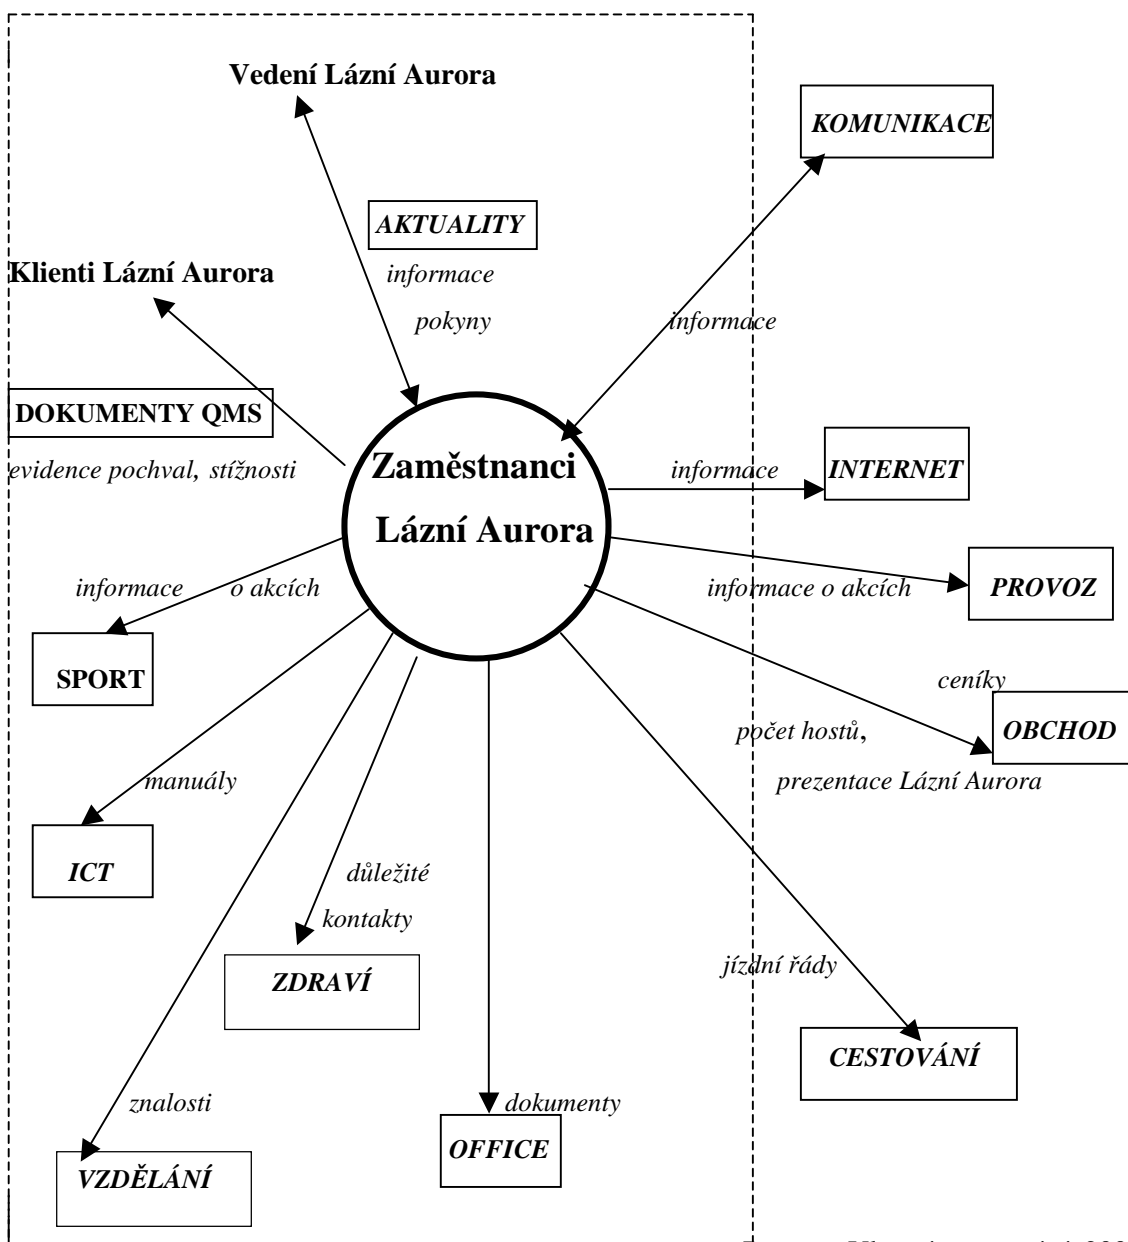 Vedení Lázní Aurora
KOMUNIKACE
AKTUALITY
informace
pokyny
Klienti Lázní Aurora
informace
DOKUMENTY QMS
evidence pochval, stížnosti
Zaměstnanci
Lázní Aurora
informace
INTERNET
informace o akcích
informace o akcích
PROVOZ
SPORT
ceníky
počet hostů,
OBCHOD
prezentace Lázní Aurora
manuály
ICT
důležité
kontakty
ZDRAVÍ
jízdní řády
CESTOVÁNÍ
znalosti
dokumenty
VZDĚLÁNÍ
OFFICE